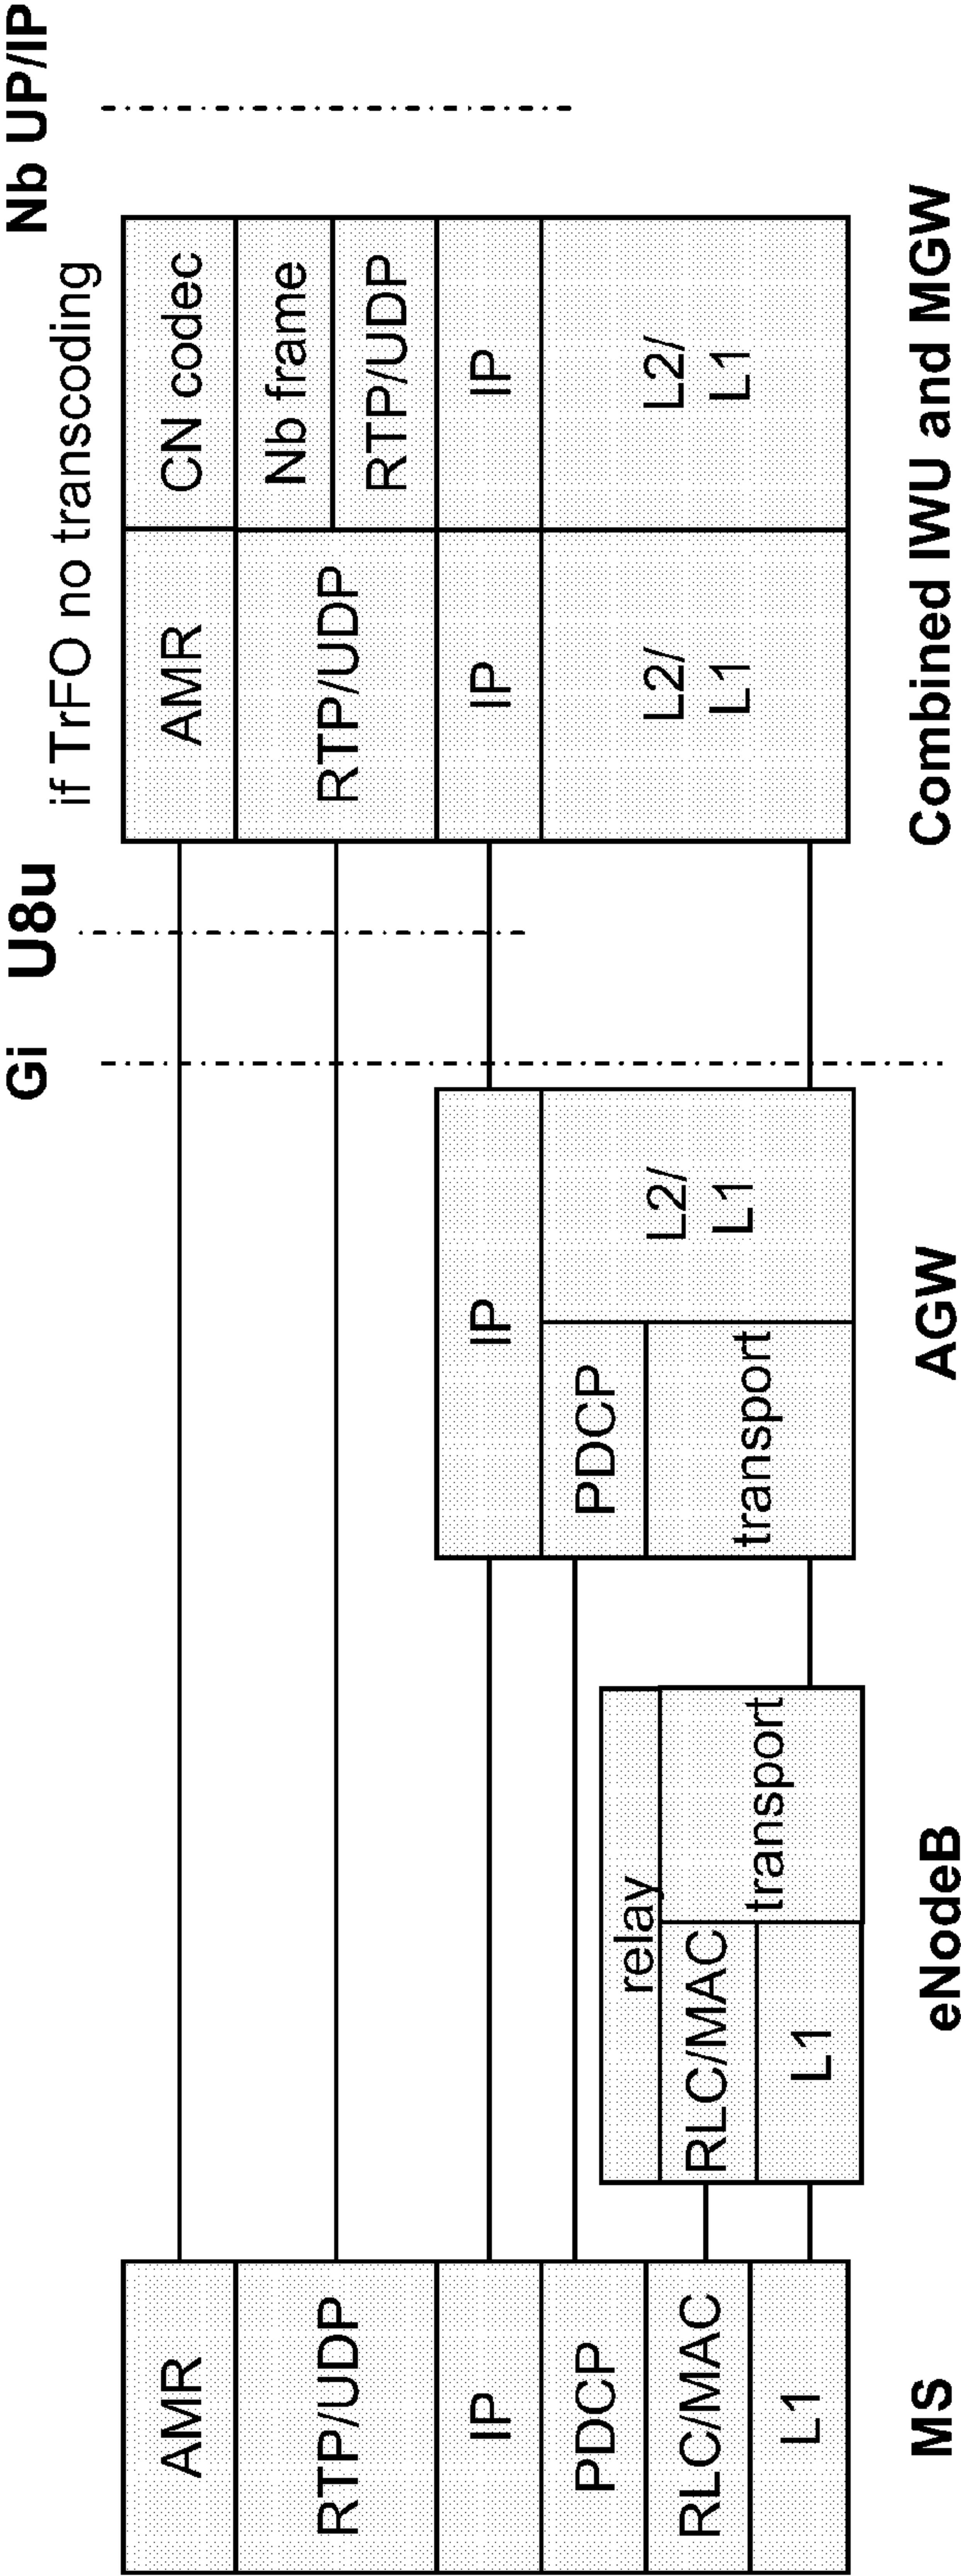 Gi
U8u
Nb UP/IP
if TrFO no transcoding
AMR
RTP/UDP
IP
PDCP
RLC/MAC
L1
MS
relay
RLC/MAC
L1
transport
eNodeB
IP
PDCP
transport
L2/
L1
AGW
AMR
RTP/UDP
IP
L2/
L1
CN codec
Nb frame
RTP/UDP
IP
L2/
L1
Combined IWU and MGW